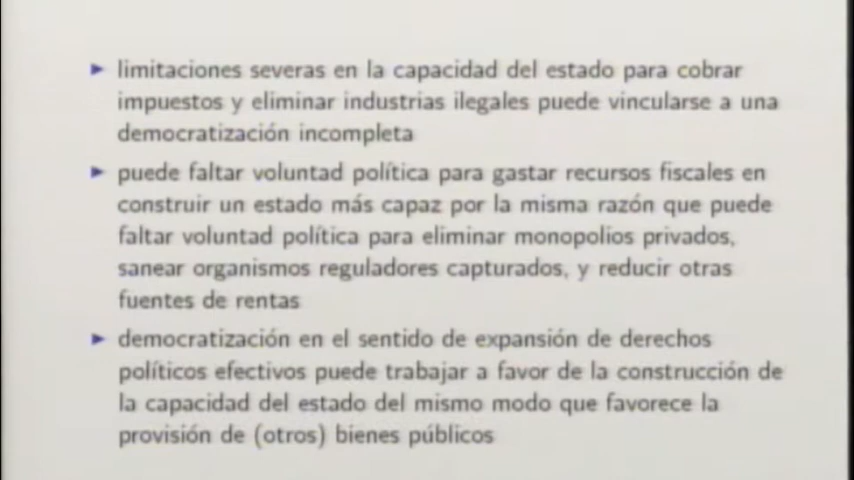 limitaciones severas en la capacidad del estado para cobrar
impuestos y eliminar industrias ilegales puede vincularse a una
democratización incompleta
puede faltar voluntad política para gastar recursos fiscales en
construir un estado más capaz por la misma razón que puede
faltar voluntad política para eliminar monopolios privados,
sanear organismos reguladores capturados, y reducir otras
fuentes de rentas
democratización en el sentido de expansión de derechos
políticos efectivos puede trabajar a favor de la construcción de
la capacidad del estado del mismo modo que favorece la
provisión de (otros) bienes públicos